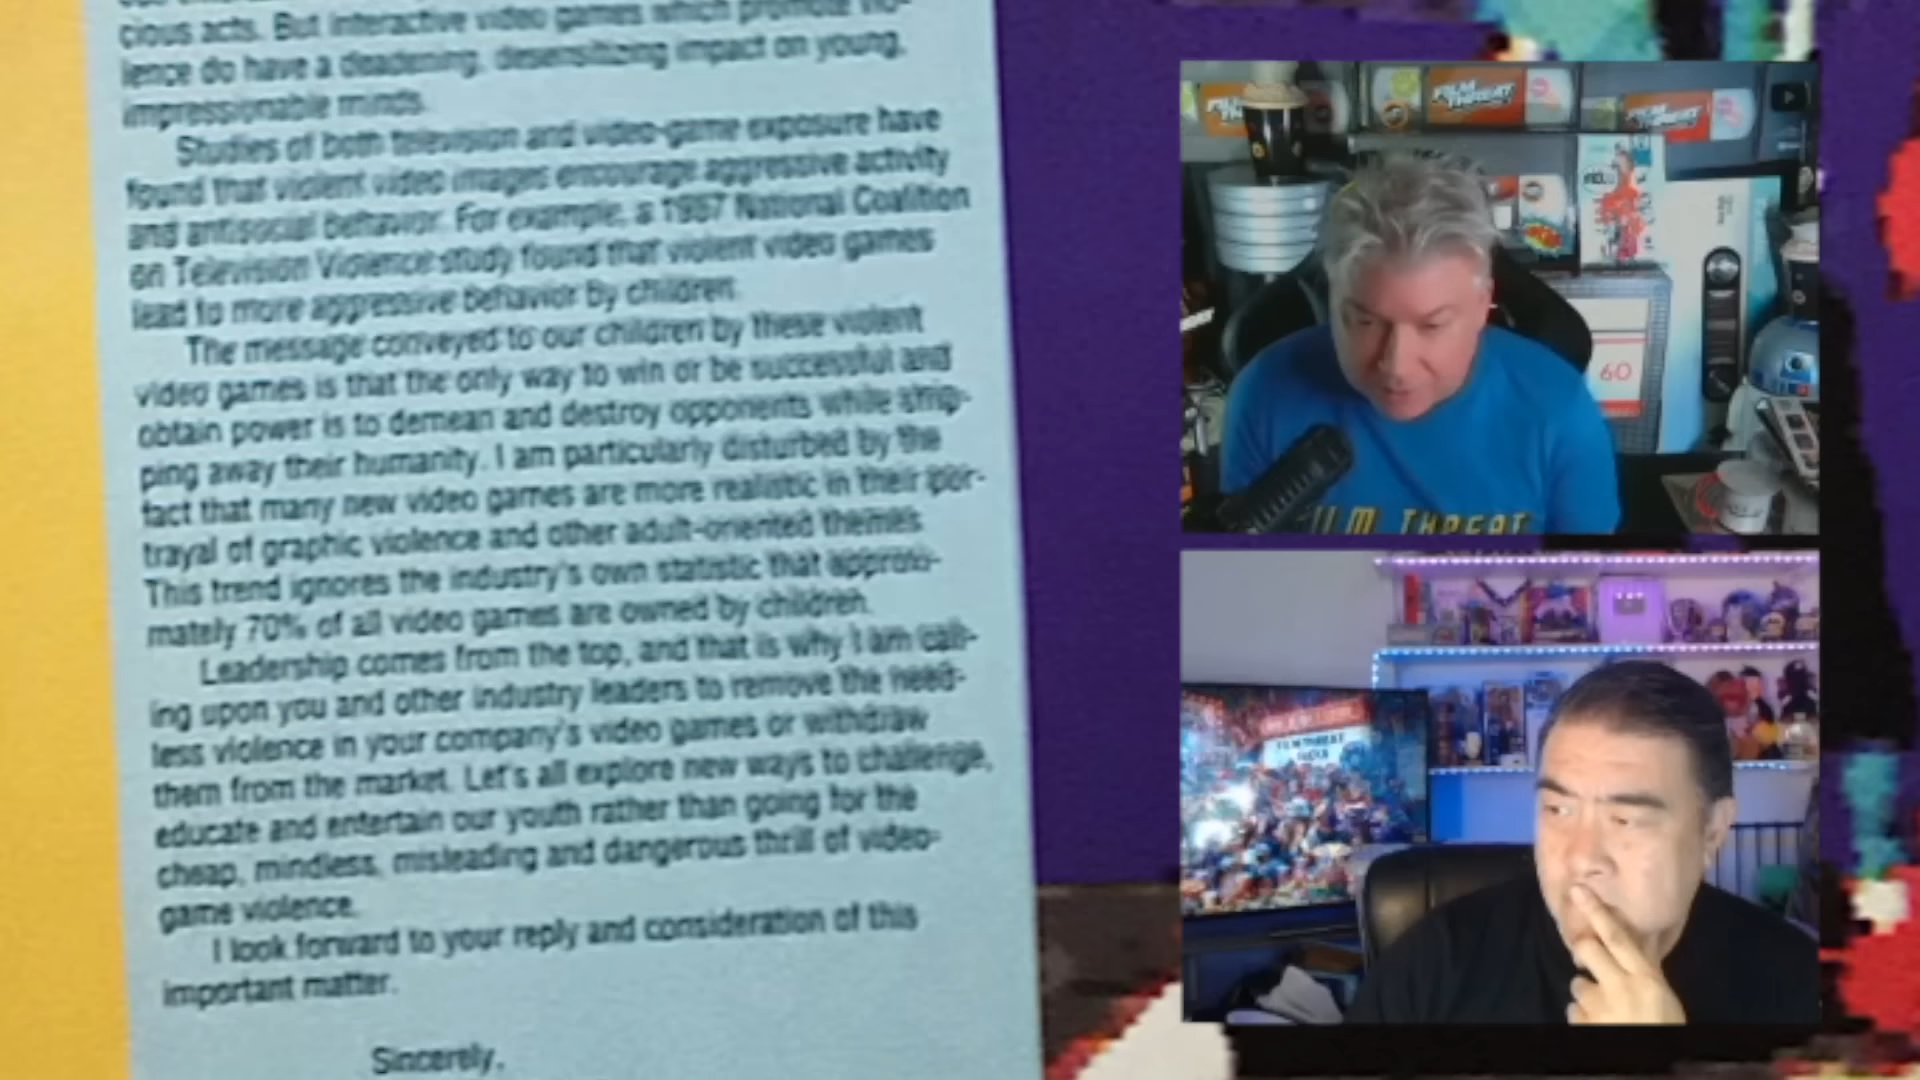 cious acts. But interactive video games which promote vio-
lence do have a deadening, desensitizing impact on young,
impressionable minds.
Studies of both television and video-game exposure have
found that violent video images encourage aggressive activity
and antisocial behavior. For example, a 1987 National Coalition
on Television Violence study found that violent video games
lead to more aggressive behavior by children.
The message conveyed to our children by these violent
video games is that the only way to win or be successful and
obtain power is to demean and destroy opponents while strip-
ping away their humanity. I am particularly disturbed by the
fact that many new video games are more realistic in their por-
trayal of graphic violence and other adult-oriented themes.
This trend ignores the industry's own statistic that approxi-
mately 70% of all video games are owned by children.
Leadership comes from the top, and that is why I am call-
ing upon you and other industry leaders to remove the need-
less violence in your company's video games or withdraw
them from the market. Let's all explore new ways to challenge,
educate and entertain our youth rather than going for the
cheap, mindless, misleading and dangerous thrill of video-
game violence.
I look forward to your reply and consideration of this
important matter.
Sincerely,
FILM THREAT
60
FILM THREAT